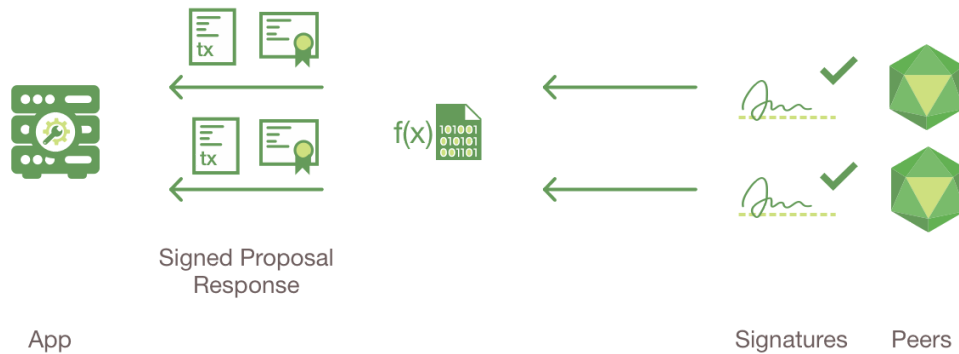 tx
tx
f(x)
101001
010101
001101
Signed Proposal
Response
App
Signatures
Peers